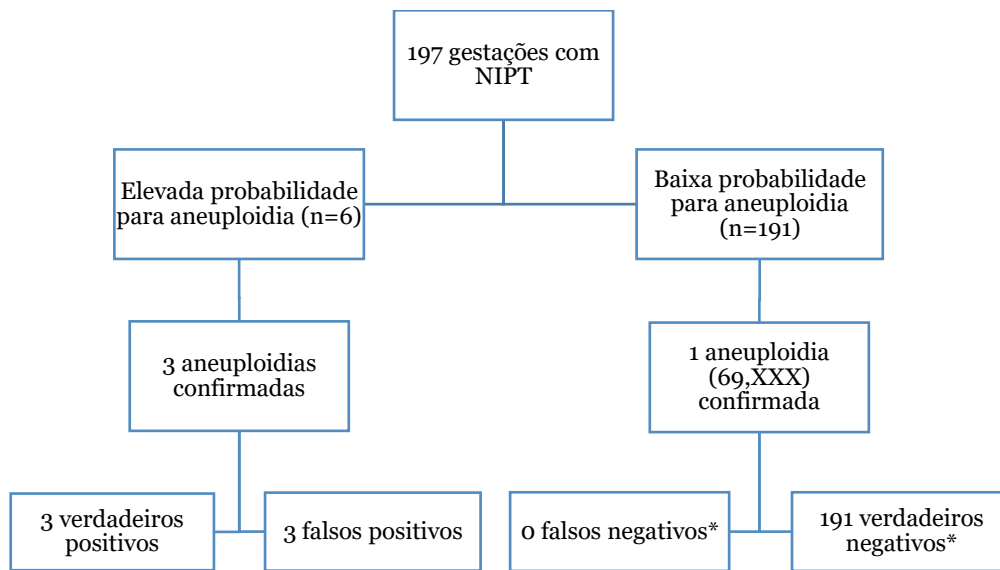 197 gestações com
NIPT
Elevada probabilidade
para aneuploidia (n=6)
Baixa probabilidade
para aneuploidia
(n=191)
3 aneuploidias
confirmadas
1 aneuploidia
(69,XXX)
confirmada
3 verdadeiros
positivos
3 falsos positivos
0 falsos negativos*
191 verdadeiros
negativos*